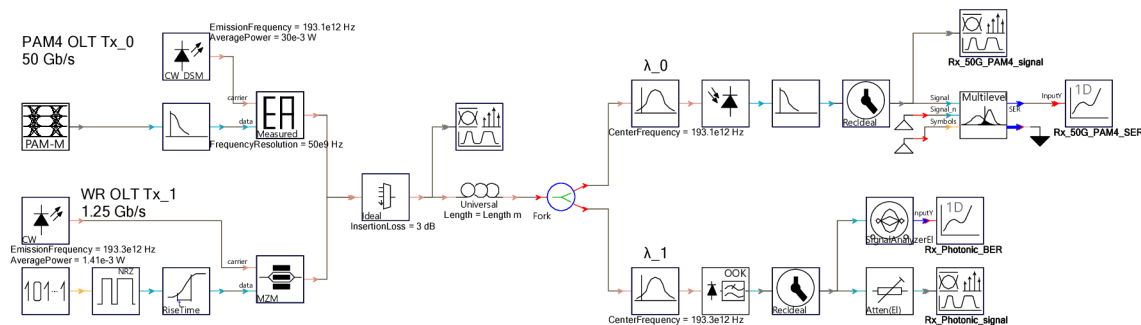 PAM4 OLT Tx_0
50 Gb/s
EmissionFrequency = 193.1e12 Hz
AveragePower = 30e-3 W
CW_DSM
carrier
PAM-M
data
EA
Measured
FrequencyResolution = 50e9 Hz
WR OLT Tx_1
1.25 Gb/s
CW
EmissionFrequency = 193.3e12 Hz
AveragePower = 1.41e-3 W
carrier
101···1
NRZ
t
RiseTime
data
MZM
Ideal
InsertionLoss = 3 dB
Universal
Length = Length m
Fork
λ_0
CenterFrequency = 193.1e12 Hz
RecIdeal
Rx_50G_PAM4_signal
Signal
Signal_n
Symbols
Multilevel
SER
InputY
1D
Rx_50G_PAM4_SER
λ_1
CenterFrequency = 193.3e12 Hz
OOK
RecIdeal
SignalAnalyzerEl
InputY
1D
Rx_Photonic_BER
Atten(El)
Rx_Photonic_signal